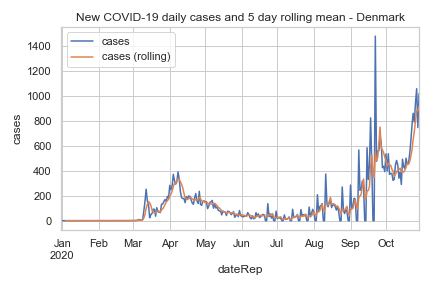 New COVID-19 daily cases and 5 day rolling mean - Denmark
cases
cases (rolling)
1400
1200
1000
800
600
400
200
0
cases
Jan Feb Mar Apr May Jun Jul Aug Sep Oct
2020
dateRep